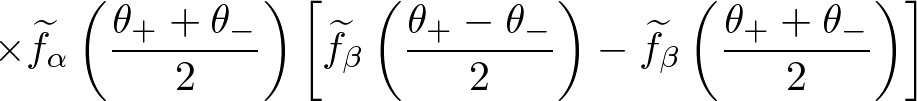 $\times \widetilde{f}_{\alpha} \left( \frac{\theta_{+} + \theta_{-}}{2} \right) \left[ \widetilde{f}_{\beta} \left( \frac{\theta_{+} - \theta_{-}}{2} \right) - \widetilde{f}_{\beta} \left( \frac{\theta_{+} + \theta_{-}}{2} \right) \right]$